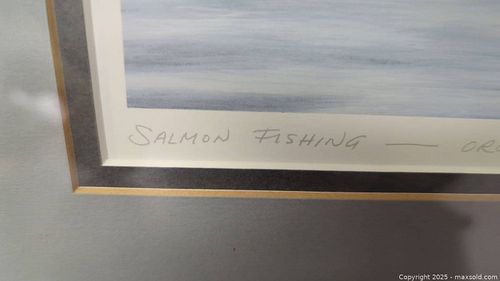 SALMON FISHING —
Copyright © 2025 - maxsold.com